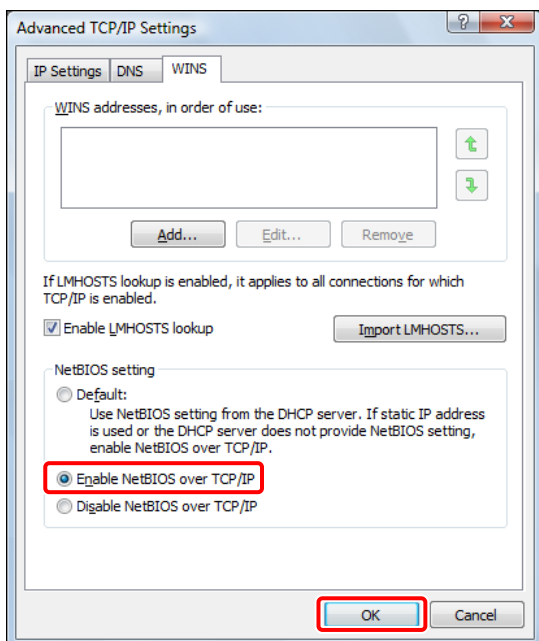 Advanced TCP/IP Settings
?
X
IP Settings
DNS
WINS
WINS addresses, in order of use:
Add...
Edit...
Remove
If LMHOSTS lookup is enabled, it applies to all connections for which
TCP/IP is enabled.
Enable LMHOSTS lookup
Import LMHOSTS...
NetBIOS setting
Default:
Use NetBIOS setting from the DHCP server. If static IP address
is used or the DHCP server does not provide NetBIOS setting,
enable NetBIOS over TCP/IP.
Enable NetBIOS over TCP/IP
Disable NetBIOS over TCP/IP
OK
Cancel